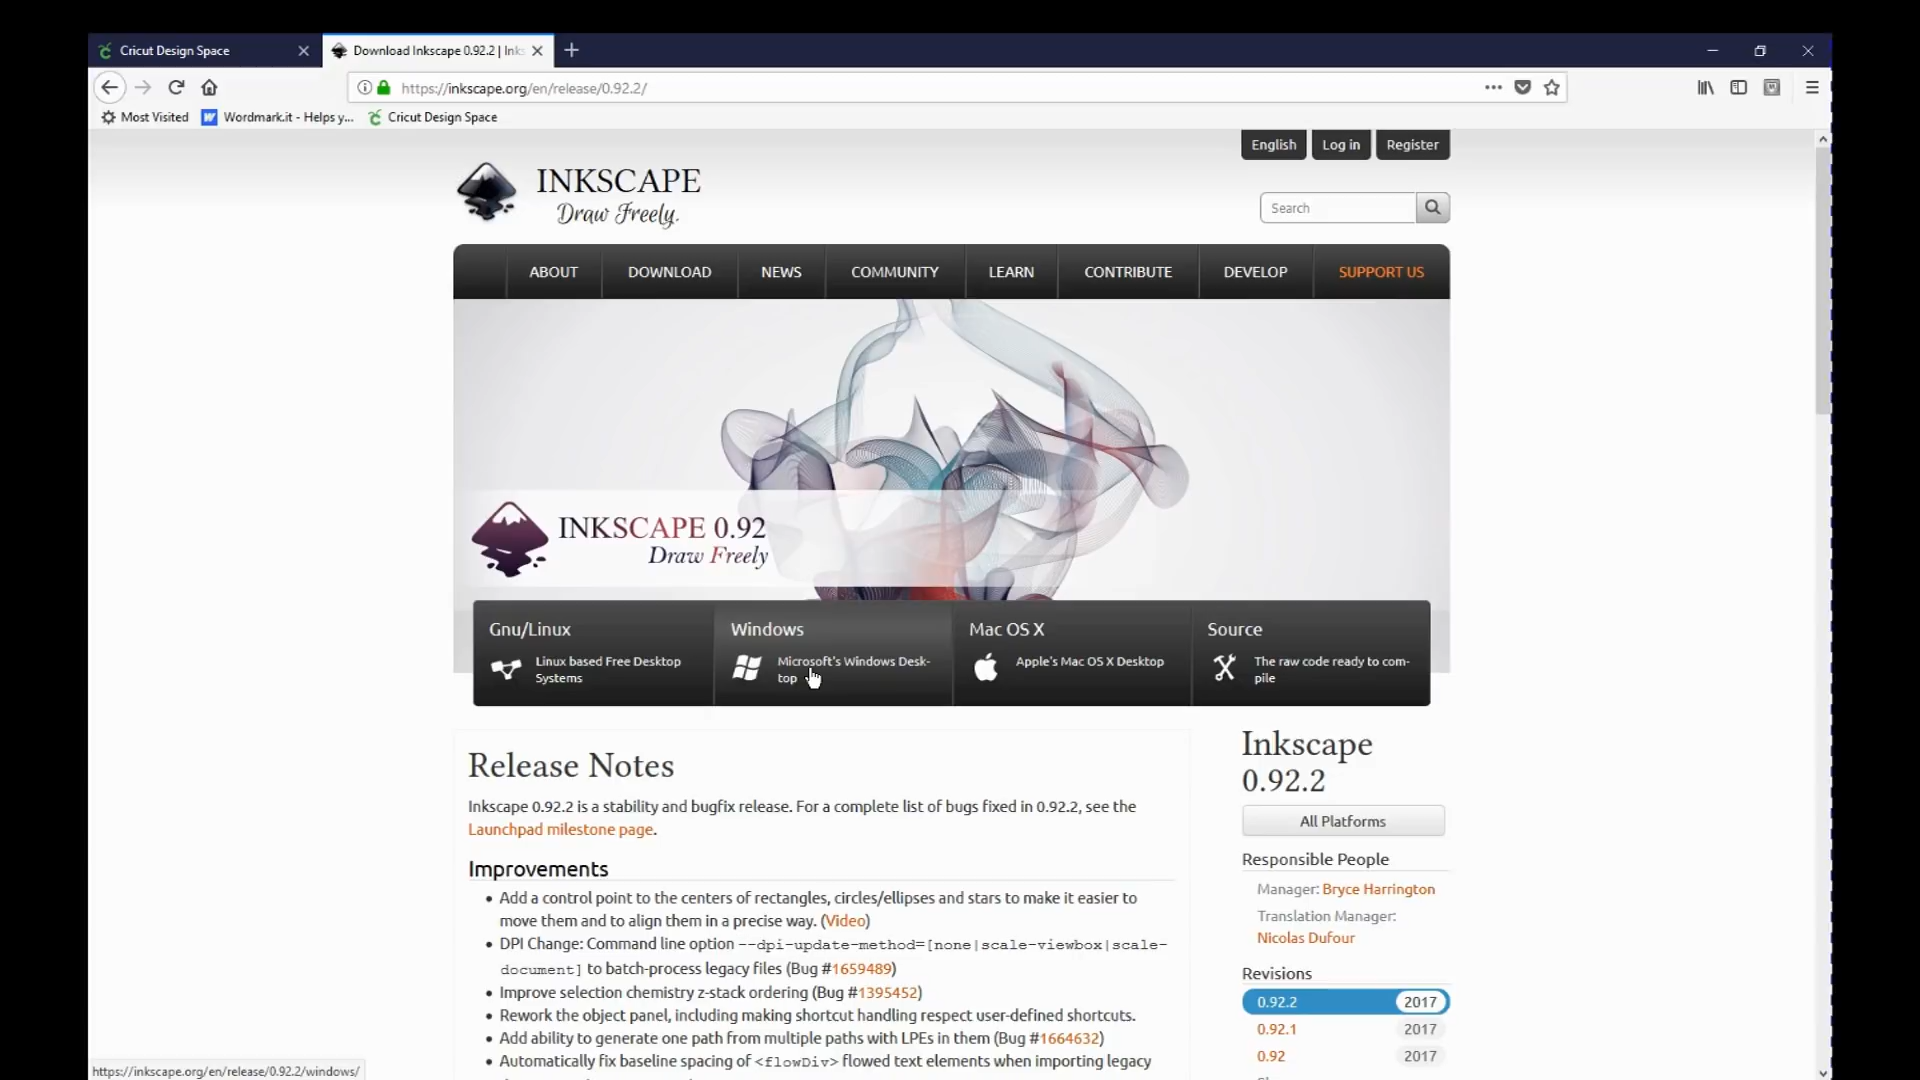 Cricut Design Space
Download Inkscape 0.92.2 | Inks
https://inkscape.org/en/release/0.92.2/
Most Visited
Wordmark.it - Helps y...
Cricut Design Space
English
Log in
Register
INKSCAPE
Draw Freely.
Search
ABOUT
DOWNLOAD
NEWS
COMMUNITY
LEARN
CONTRIBUTE
DEVELOP
SUPPORT US
INKSCAPE 0.92
Draw Freely
Gnu/Linux
Linux based Free Desktop
Systems
Windows
Microsoft's Windows Desk-
top
Mac OS X
Apple's Mac OS X Desktop
Source
The raw code ready to com-
pile
Release Notes
Inkscape 0.92.2 is a stability and bugfix release. For a complete list of bugs fixed in 0.92.2, see the
Launchpad milestone page.
Improvements
• Add a control point to the centers of rectangles, circles/ellipses and stars to make it easier to
move them and to align them in a precise way. (Video)
• DPI Change: Command line option --dpi-update-method=[none|scale-viewbox|scale-
document] to batch-process legacy files (Bug #1659489)
• Improve selection chemistry z-stack ordering (Bug #1395452)
• Rework the object panel, including making shortcut handling respect user-defined shortcuts.
• Add ability to generate one path from multiple paths with LPEs in them (Bug #1664632)
• Automatically fix baseline spacing of <flowDiv> flowed text elements when importing legacy
Inkscape
0.92.2
All Platforms
Responsible People
Manager: Bryce Harrington
Translation Manager:
Nicolas Dufour
Revisions
0.92.2 2017
0.92.1 2017
0.92 2017
https://inkscape.org/en/release/0.92.2/windows/